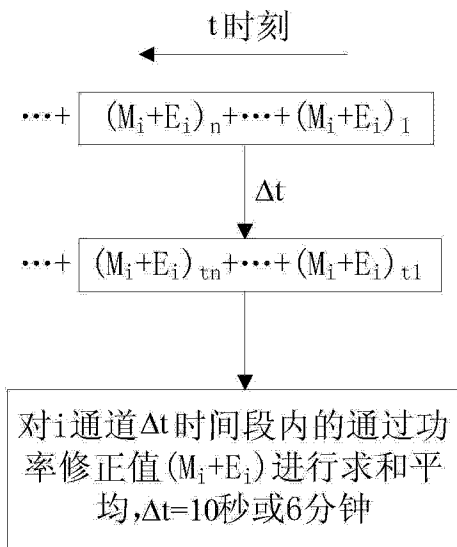 t时刻
…+ (Mᵢ+Eᵢ)ₙ+…+(Mᵢ+Eᵢ)₁
Δt
…+ (Mᵢ+Eᵢ)ₜₙ+…+(Mᵢ+Eᵢ)ₜ₁
对i通道Δt时间段内的通过功
率修正值(Mᵢ+Eᵢ)进行求和平
均,Δt=10秒或6分钟